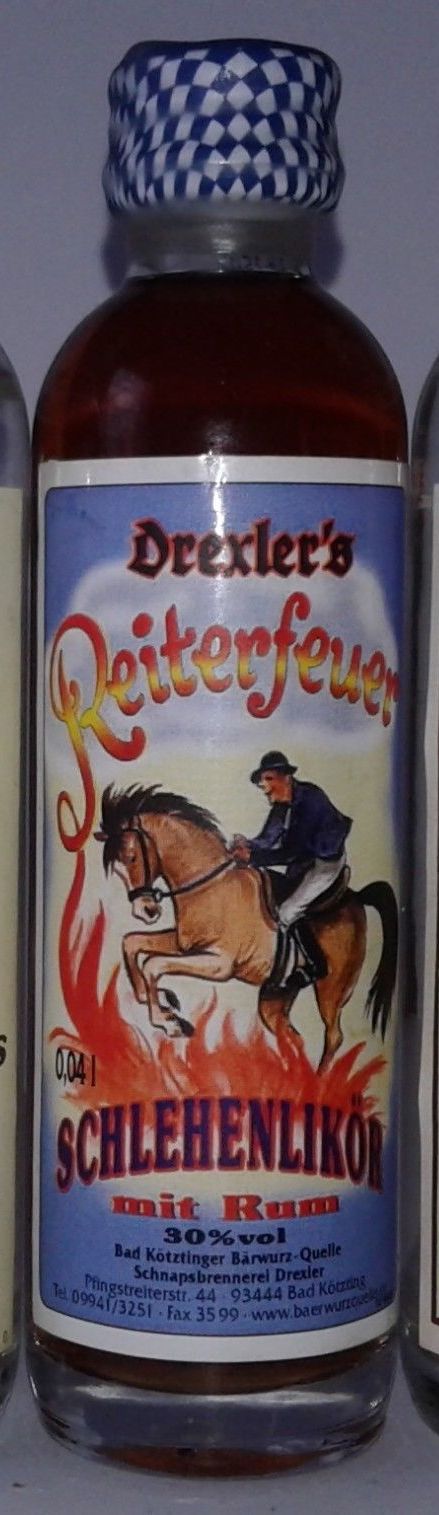 Drexler's
Reiterfeuer
0,04 l
SCHLEHENLIKÖR
mit Rum
30%vol
Bad Kötztinger Bärwurz-Quelle
Schnapsbrennerei Drexler
Pfingstreiterstr. 44 · 93444 Bad Kötzting
Tel. 09941/3251 · Fax 3599 · www.baerwurzquelle